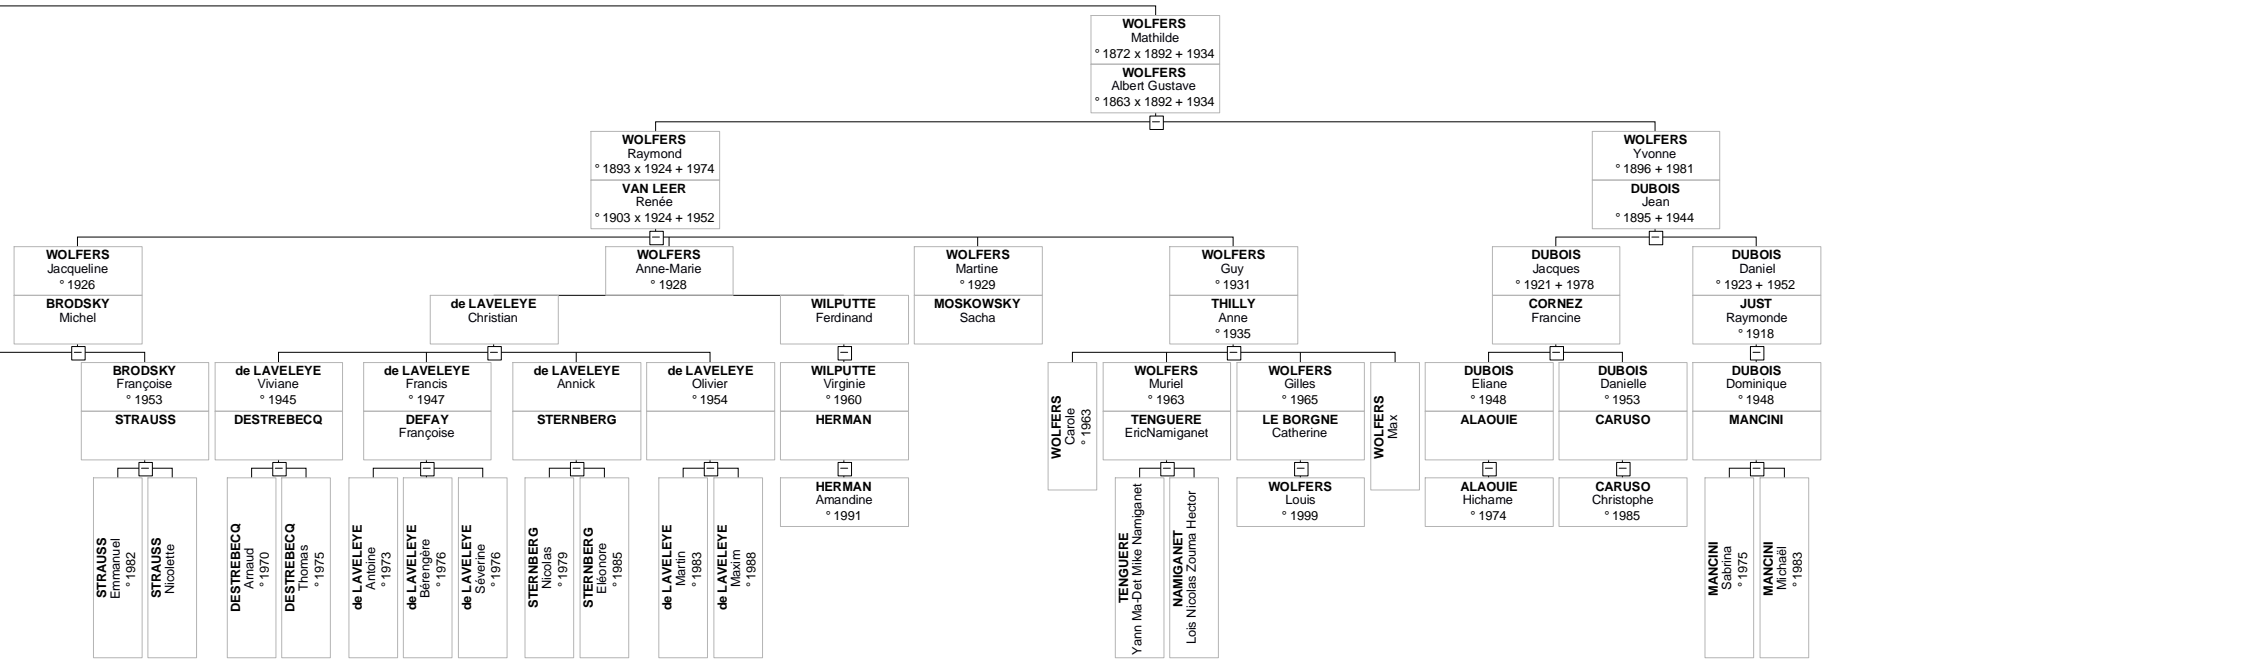 WOLFERS
Mathilde
° 1872 x 1892 + 1934
WOLFERS
Albert Gustave
° 1863 x 1892 + 1934
WOLFERS
Raymond
° 1893 x 1924 + 1974
VAN LEER
Renée
° 1903 x 1924 + 1952
WOLFERS
Yvonne
° 1896 + 1981
DUBOIS
Jean
° 1895 + 1944
WOLFERS
Jacqueline
° 1926
BRODSKY
Michel
WOLFERS
Anne-Marie
° 1928
de LAVELEYE
Christian
WILPUTTE
Ferdinand
WOLFERS
Martine
° 1929
MOSKOWSKY
Sacha
WOLFERS
Guy
° 1931
THILLY
Anne
° 1935
DUBOIS
Jacques
° 1921 + 1978
CORNEZ
Francine
DUBOIS
Daniel
° 1923 + 1952
JUST
Raymonde
° 1918
BRODSKY
Françoise
° 1953
STRAUSS
de LAVELEYE
Viviane
° 1945
DESTREBECQ
de LAVELEYE
Francis
° 1947
DEFAY
Françoise
de LAVELEYE
Annick
STERNBERG
de LAVELEYE
Olivier
° 1954
WILPUTTE
Virginie
° 1960
HERMAN
WOLFERS
Carole
° 1963
WOLFERS
Muriel
° 1963
TENGUERE
EricNamiganet
WOLFERS
Gilles
° 1965
LE BORGNE
Catherine
WOLFERS
Max
DUBOIS
Eliane
° 1948
ALAOUIE
DUBOIS
Danielle
° 1953
CARUSO
DUBOIS
Dominique
° 1948
MANCINI
STRAUSS
Emmanuel
° 1982
STRAUSS
Nicolette
DESTREBECQ
Arnaud
° 1970
DESTREBECQ
Thomas
° 1975
de LAVELEYE
Antoine
° 1973
de LAVELEYE
Bérengère
° 1976
de LAVELEYE
Séverine
° 1976
STERNBERG
Nicolas
° 1979
STERNBERG
Eléonore
° 1985
de LAVELEYE
Martin
° 1983
de LAVELEYE
Maxim
° 1988
HERMAN
Amandine
° 1991
TENGUERE
Yann Ma-Det Mike Namiganet
NAMIGANET
Lois Nicolas Zouma Hector
WOLFERS
Louis
° 1999
ALAOUIE
Hichame
° 1974
CARUSO
Christophe
° 1985
MANCINI
Sabrina
° 1975
MANCINI
Michaël
° 1983